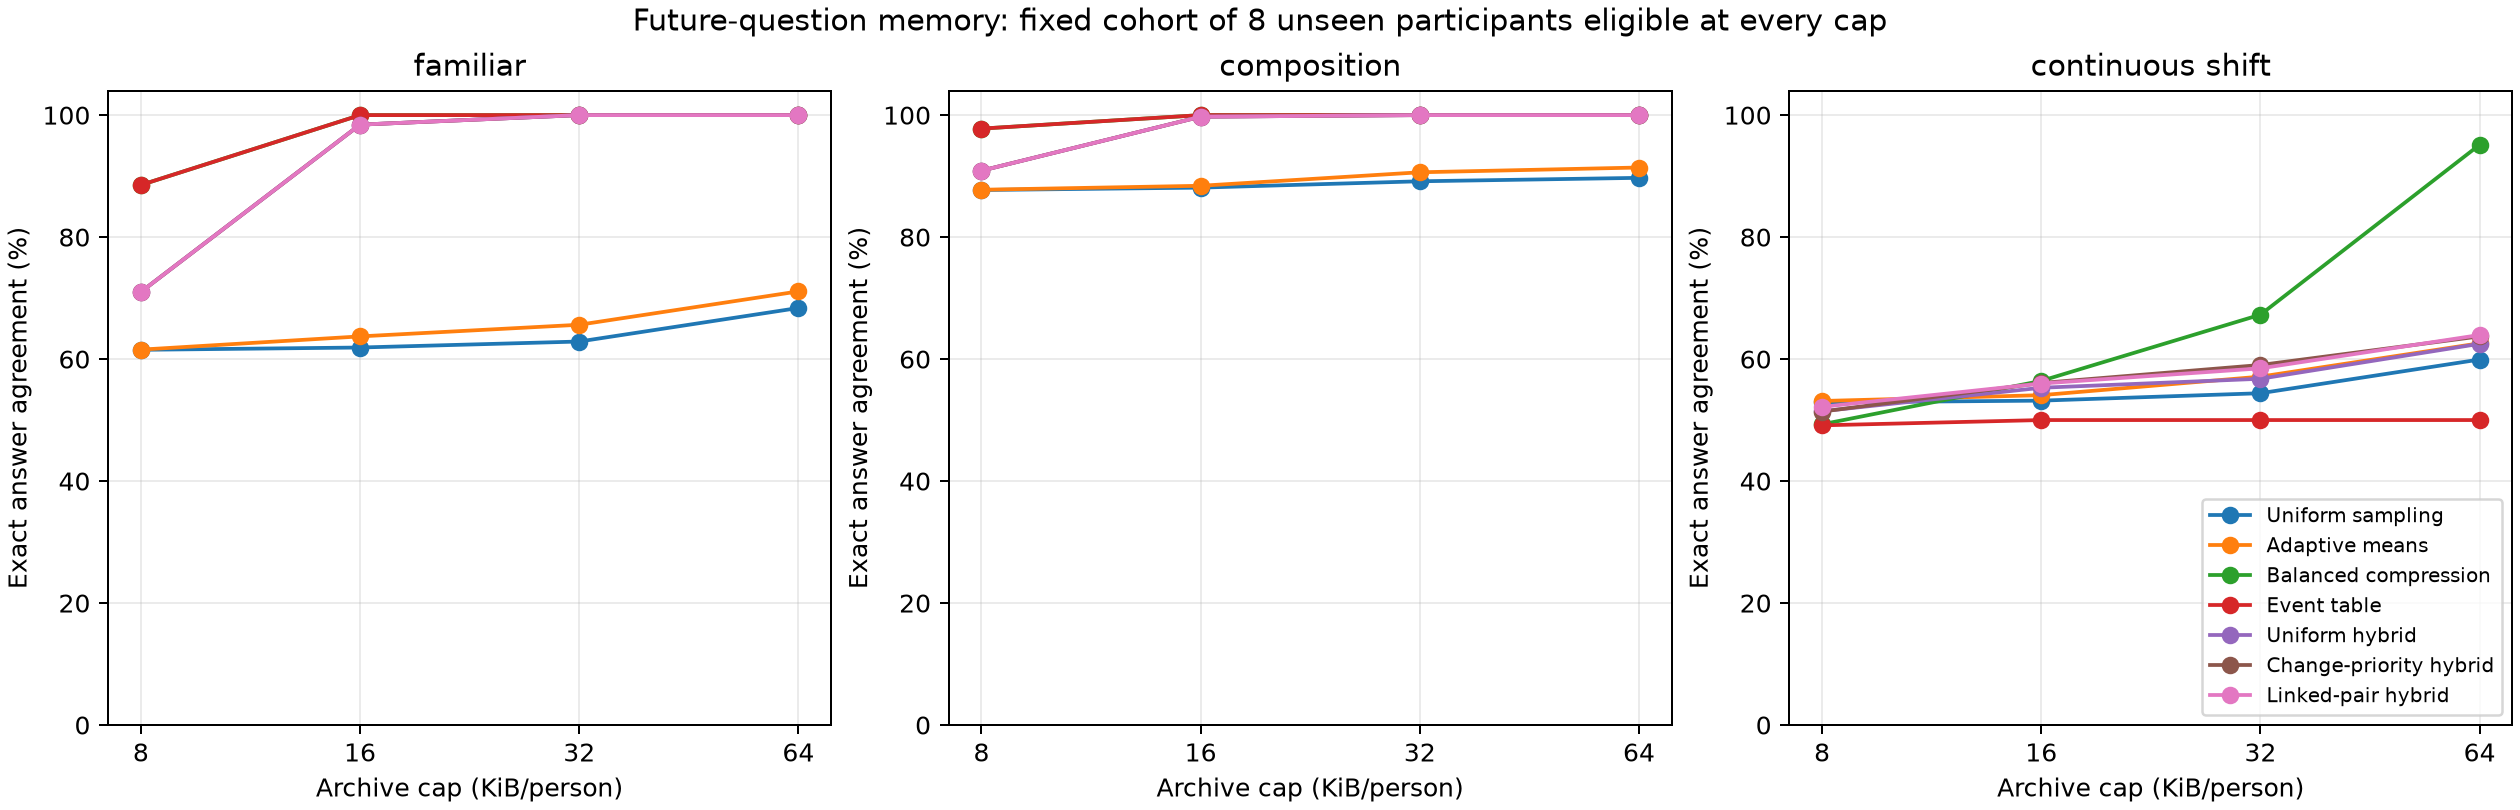 Future-question memory: fixed cohort of 8 unseen participants eligible at every cap
familiar
Exact answer agreement (%)
100
80
60
40
20
0
8 16 32 64
Archive cap (KiB/person)
composition
Exact answer agreement (%)
100
80
60
40
20
0
8 16 32 64
Archive cap (KiB/person)
continuous shift
Exact answer agreement (%)
100
80
60
40
20
0
8 16 32 64
Archive cap (KiB/person)
Uniform sampling
Adaptive means
Balanced compression
Event table
Uniform hybrid
Change-priority hybrid
Linked-pair hybrid